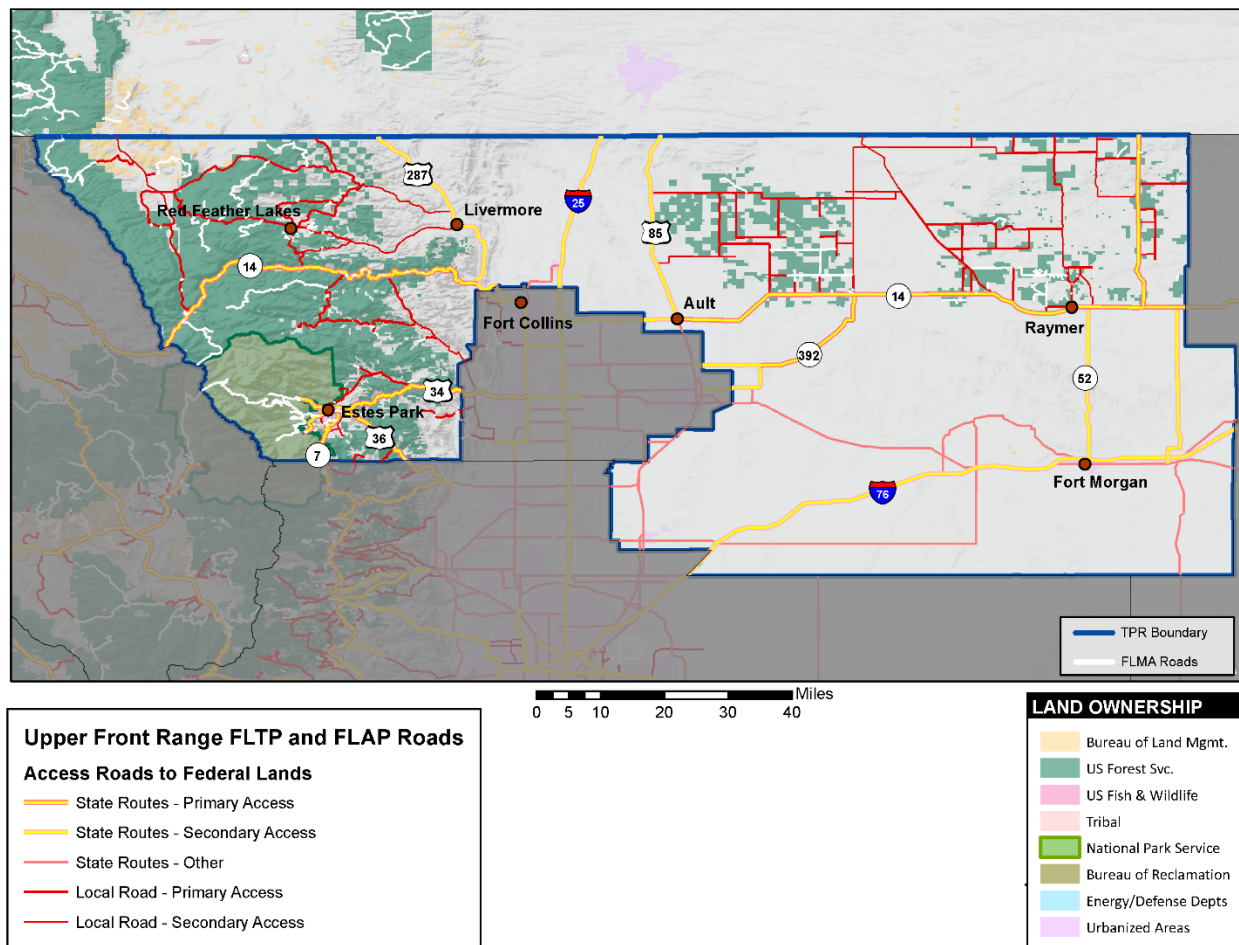 287
Red Feather Lakes
Livermore
25
85
14
14
Ault
Fort Collins
Raymer
392
52
34
Estes Park
36
7
Fort Morgan
76
TPR Boundary
FLMA Roads
Miles
0 5 10 20 30 40
Upper Front Range FLTP and FLAP Roads
Access Roads to Federal Lands
State Routes - Primary Access
State Routes - Secondary Access
State Routes - Other
Local Road - Primary Access
Local Road - Secondary Access
LAND OWNERSHIP
Bureau of Land Mgmt.
US Forest Svc.
US Fish & Wildlife
Tribal
National Park Service
Bureau of Reclamation
Energy/Defense Depts
Urbanized Areas